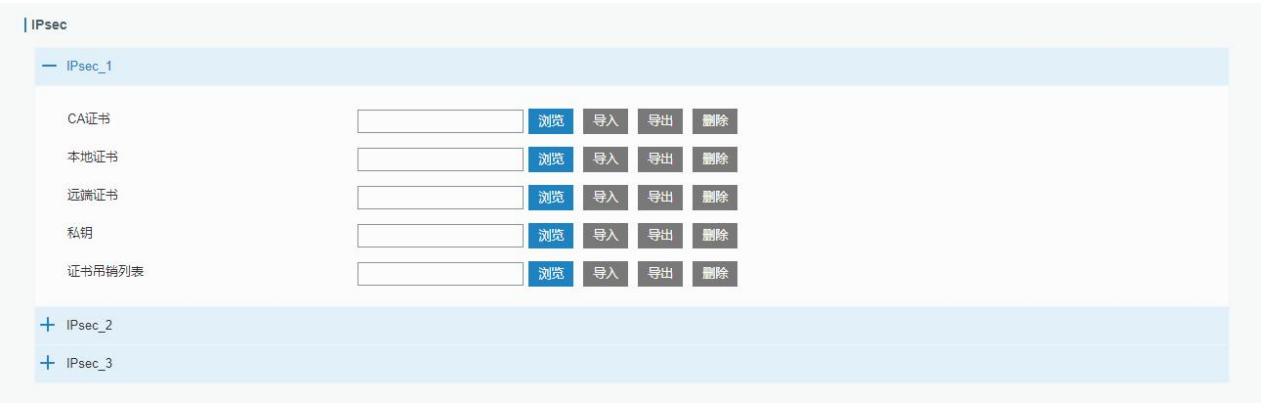 IPsec
IPsec_1
CA证书 浏览 导入 导出 删除
本地证书 浏览 导入 导出 删除
远端证书 浏览 导入 导出 删除
私钥 浏览 导入 导出 删除
证书吊销列表 浏览 导入 导出 删除
IPsec_2
IPsec_3